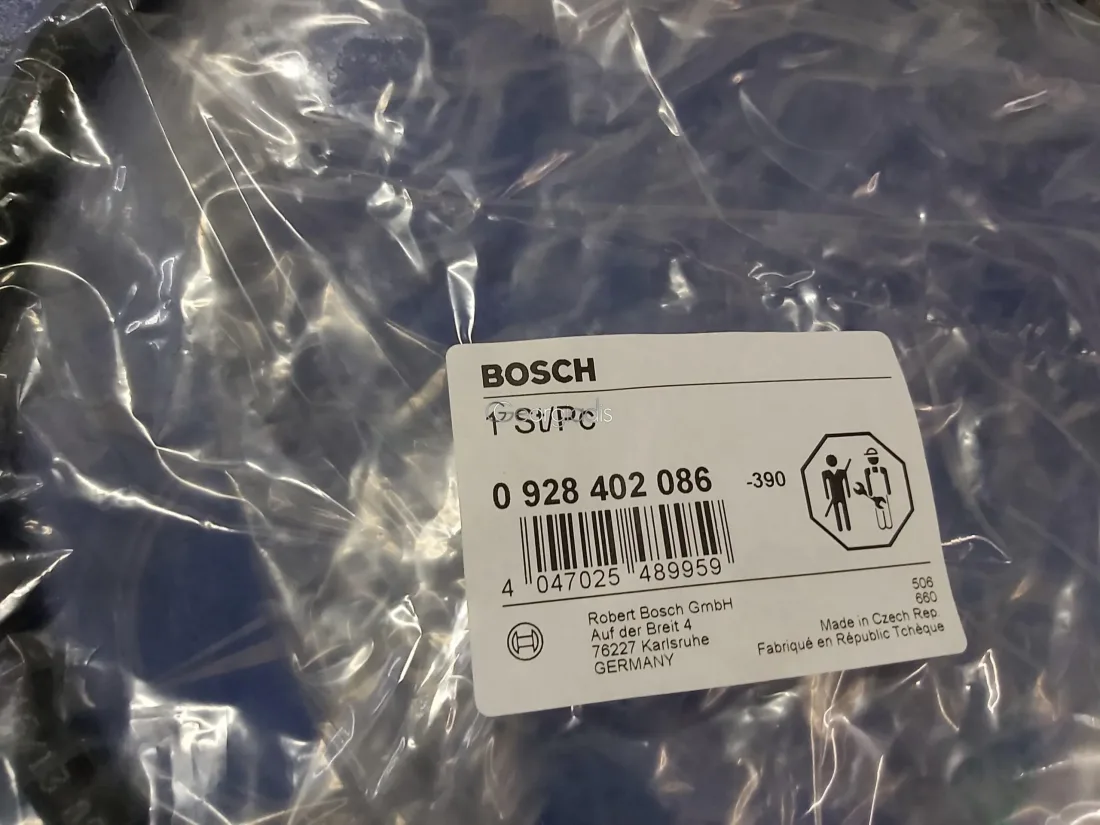 BOSCH
1 St/Pc
0 928 402 086
-390
4 047025 489959
Robert Bosch GmbH
Auf der Breit 4
76227 Karlsruhe
GERMANY
506
660
Made in Czech Rep.
Fabriqué en Républic Tchèque